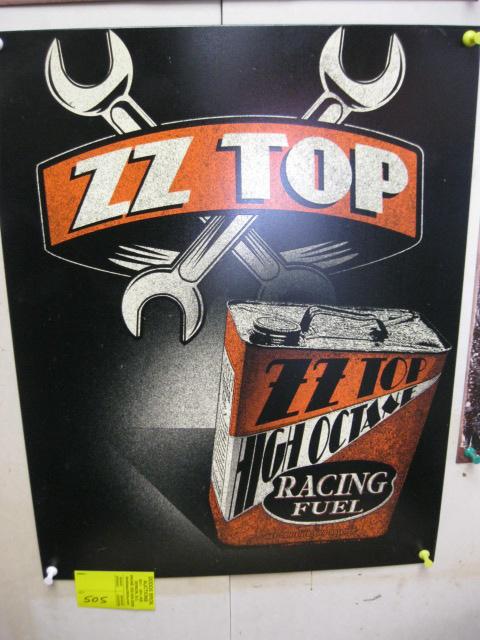 ZZ TOP
ZZ TOP
HIGH OCTANE
RACING
FUEL
505